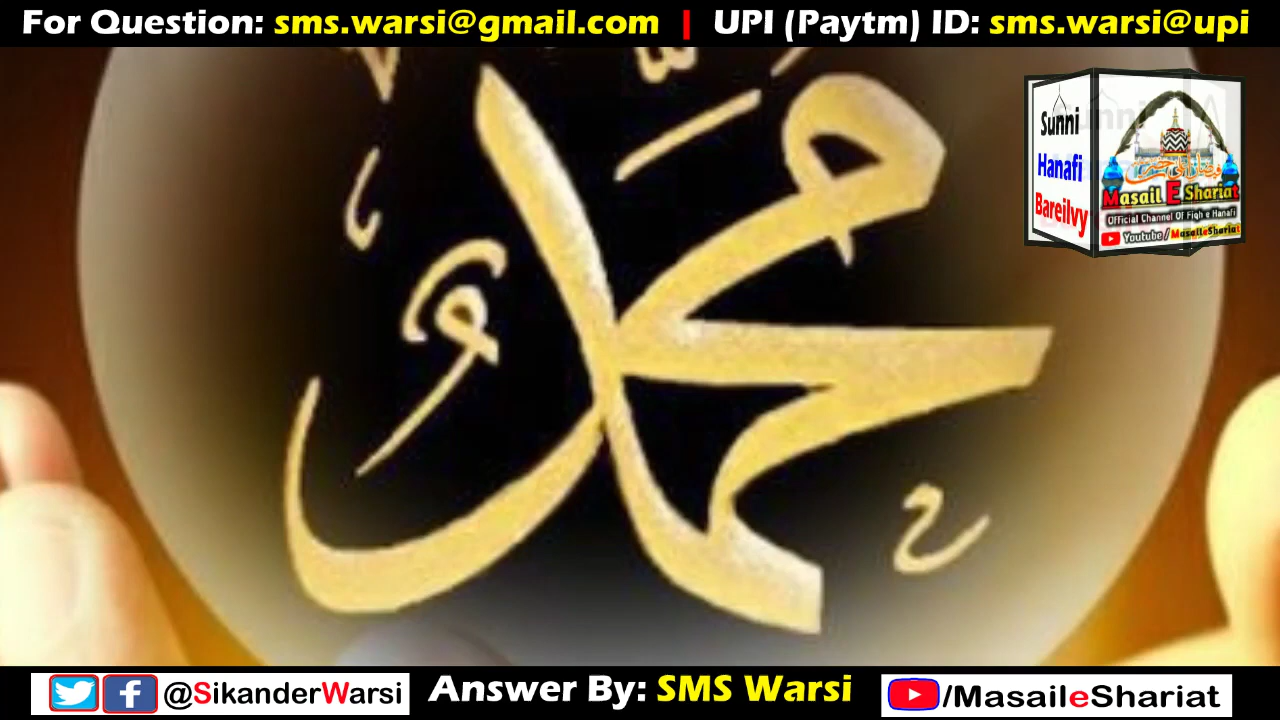 For Question: sms.warsi@gmail.com | UPI (Paytm) ID: sms.warsi@upi
محمد
Sunni
Hanafi
Bareilvy
Masail E Shariat
Official Channel Of Fiqh e Hanafi
Youtube / MasaileShariat
@SikanderWarsi
Answer By: SMS Warsi
/MasaileShariat